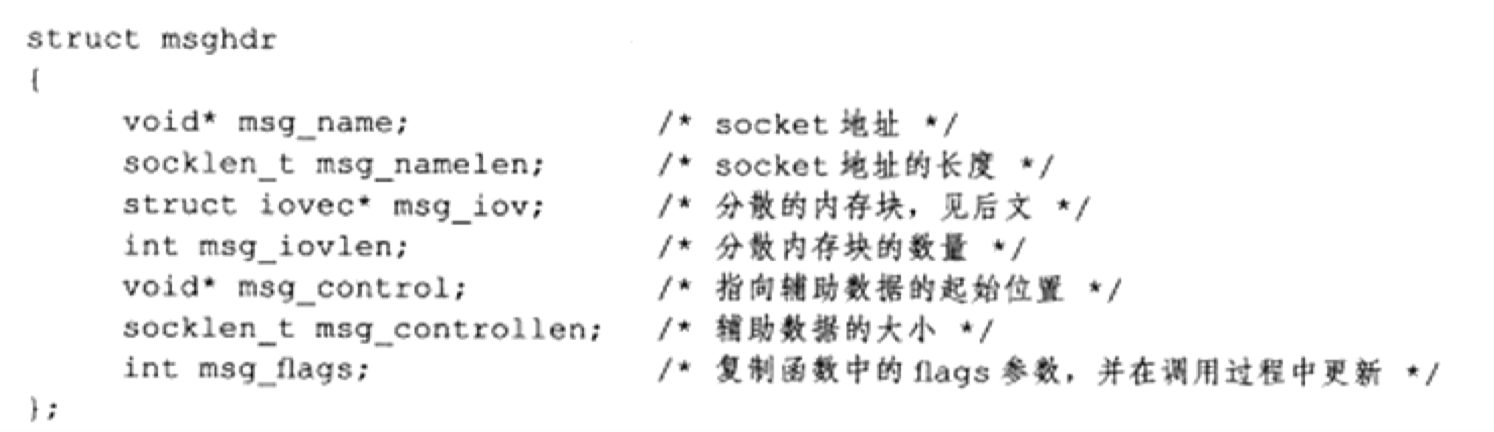 struct msghdr
{
void* msg_name; /* socket 地址 */
socklen_t msg_namelen; /* socket 地址的长度 */
struct iovec* msg_iov; /* 分散的内存块，见后文 */
int msg_iovlen; /* 分散内存块的数量 */
void* msg_control; /* 指向辅助数据的起始位置 */
socklen_t msg_controllen; /* 辅助数据的大小 */
int msg_flags; /* 复制函数中的 flags 参数，并在调用过程中更新 */
};